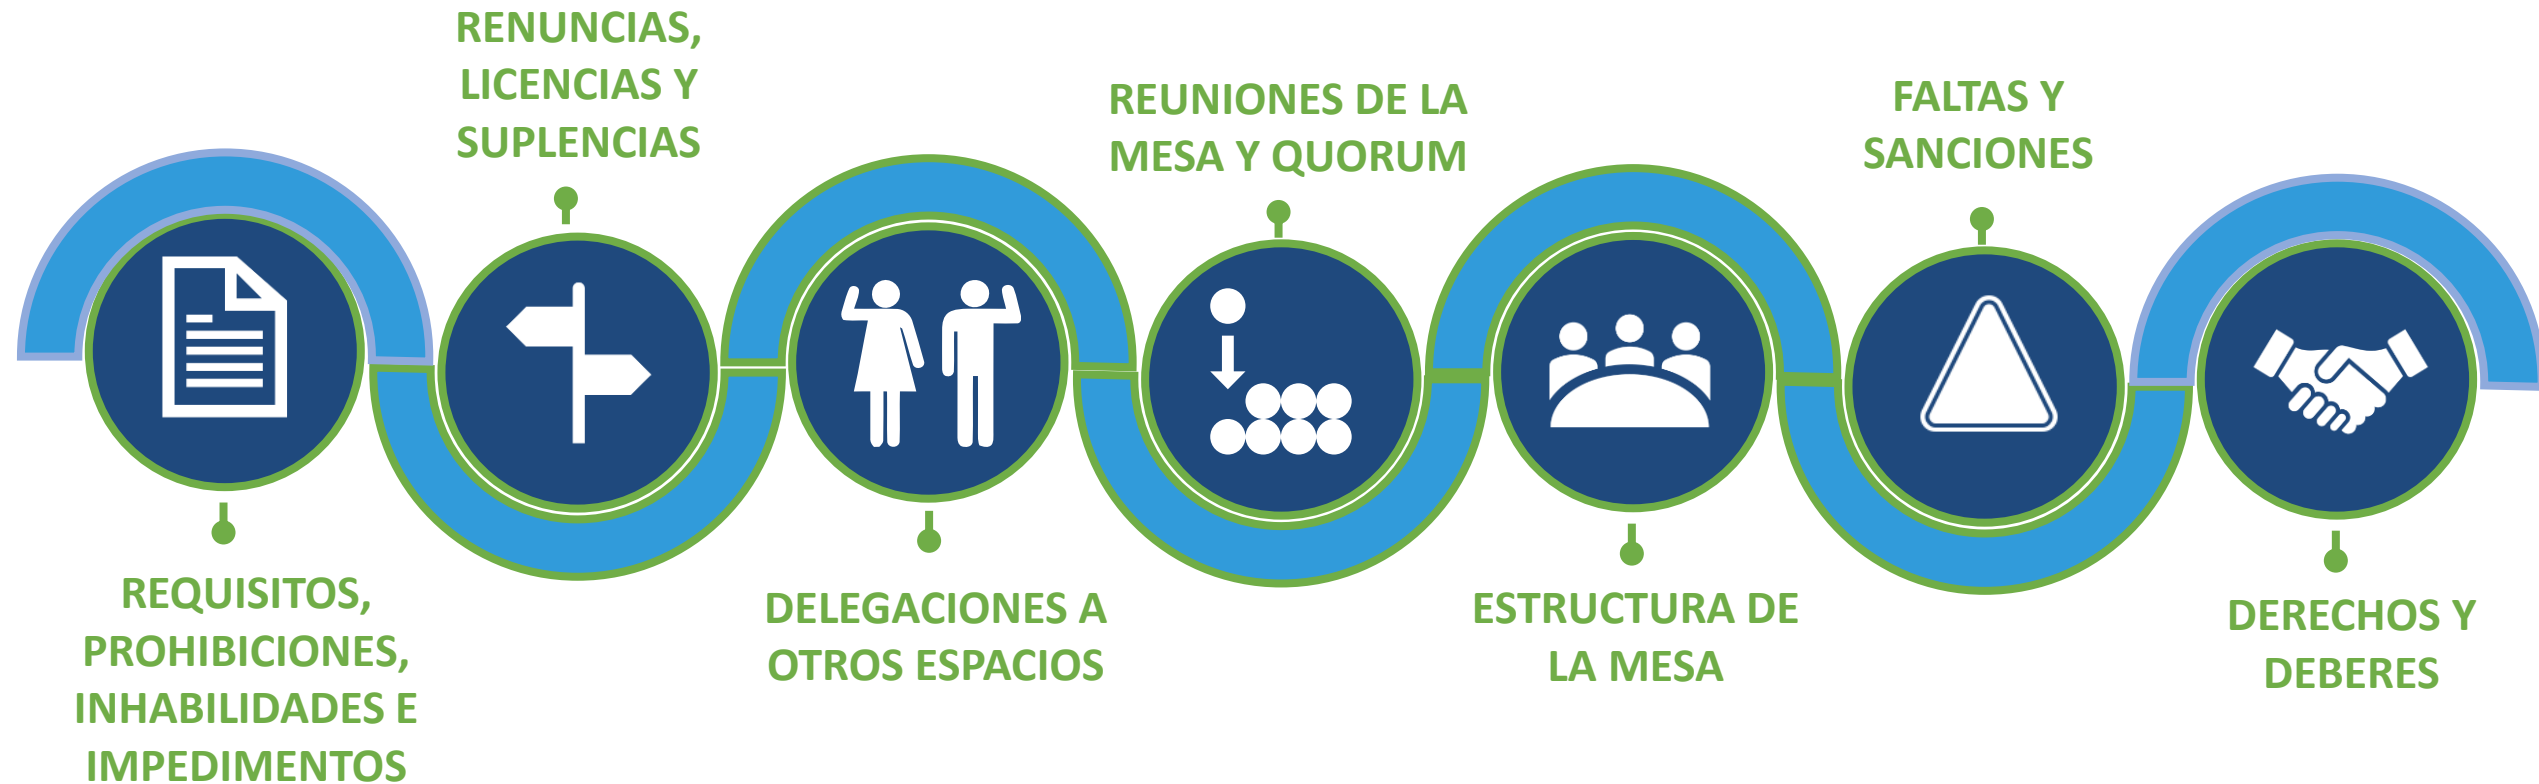 REQUISITOS,
PROHIBICIONES,
INHABILIDADES E
IMPEDIMENTOS
RENUNCIAS,
LICENCIAS Y
SUPLENCIAS
DELEGACIONES A
OTROS ESPACIOS
REUNIONES DE LA
MESA Y QUORUM
ESTRUCTURA DE
LA MESA
FALTAS Y
SANCIONES
DERECHOS Y
DEBERES